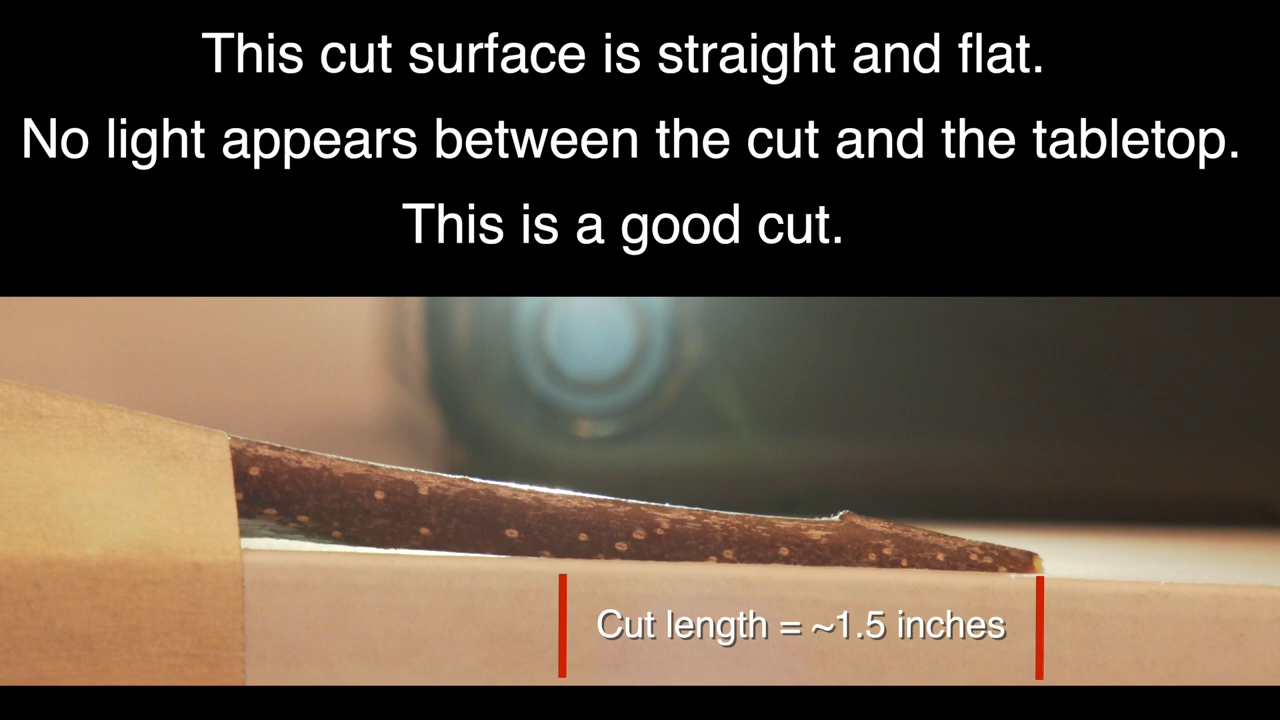 This cut surface is straight and flat.
No light appears between the cut and the tabletop.
This is a good cut.
Cut length = ~1.5 inches